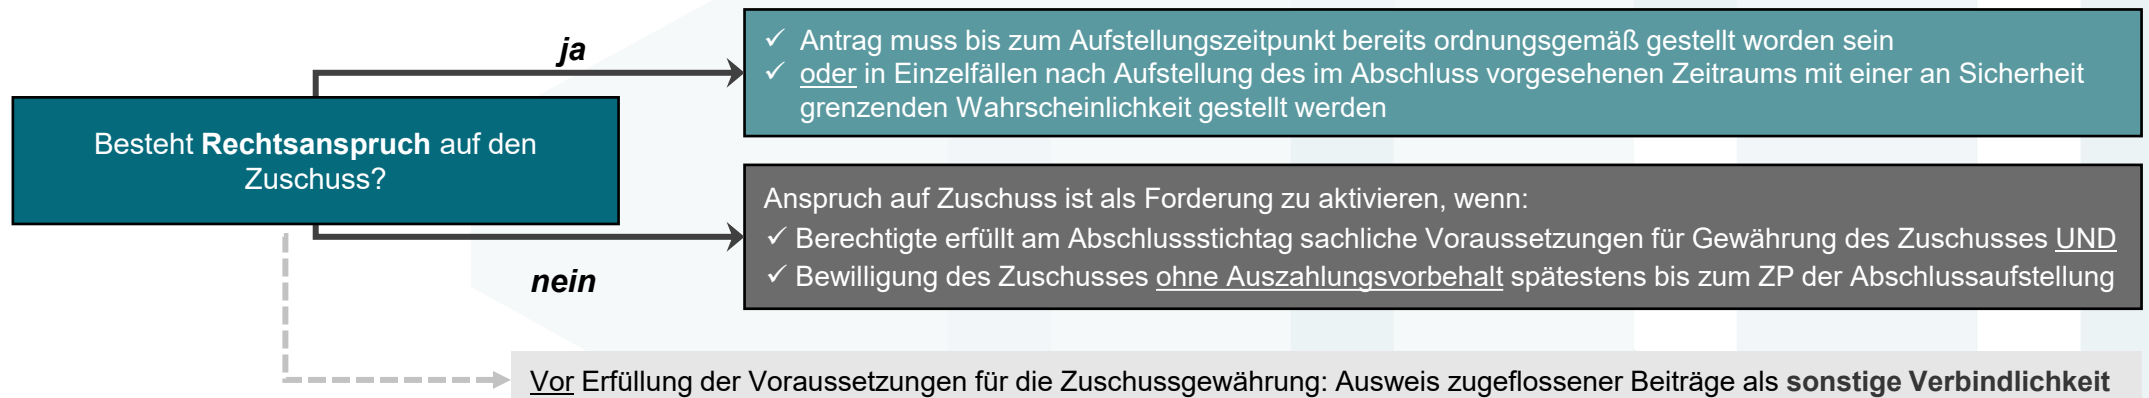 ja
✓ Antrag muss bis zum Aufstellungszeitpunkt bereits ordnungsgemäß gestellt worden sein
✓ oder in Einzelfällen nach Aufstellung des im Abschluss vorgesehenen Zeitraums mit einer an Sicherheit
grenzenden Wahrscheinlichkeit gestellt werden
Besteht Rechtsanspruch auf den
Zuschuss?
nein
Anspruch auf Zuschuss ist als Forderung zu aktivieren, wenn:
✓ Berechtigte erfüllt am Abschlussstichtag sachliche Voraussetzungen für Gewährung des Zuschusses UND
✓ Bewilligung des Zuschusses ohne Auszahlungsvorbehalt spätestens bis zum ZP der Abschlussaufstellung
Vor Erfüllung der Voraussetzungen für die Zuschussgewährung: Ausweis zugeflossener Beiträge als sonstige Verbindlichkeit